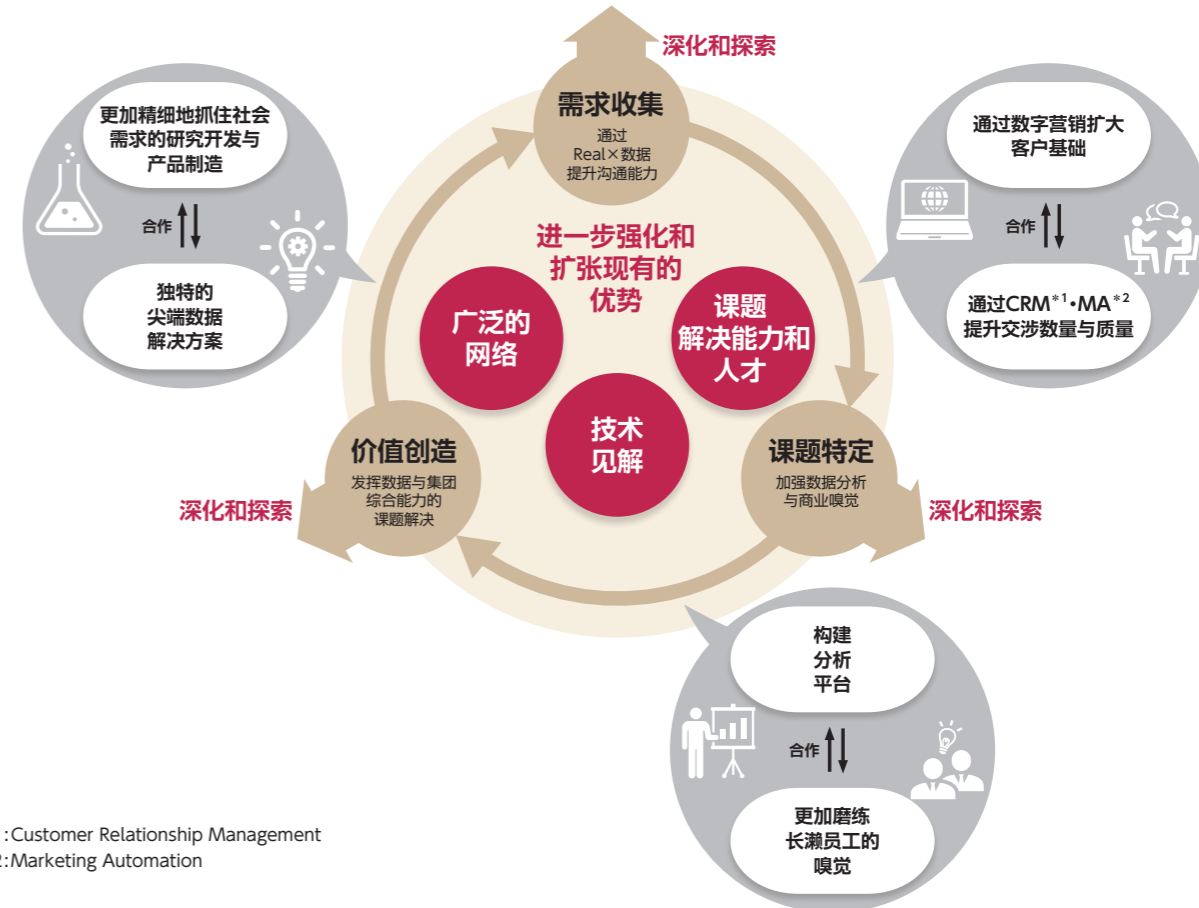 深化和探索
需求收集
通过
Real×数据
提升沟通能力
更加精细地抓住社会
需求的研究开发与
产品制造
合作
独特的
尖端数据
解决方案
通过数字营销扩大
客户基础
合作
通过CRM*1•MA*2
提升交涉数量与质量
进一步强化和
扩张现有的
优势
广泛的
网络
课题
解决能力和
人才
技术
见解
价值创造
发挥数据与集团
综合能力的
课题解决
深化和探索
课题特定
加强数据分析
与商业嗅觉
深化和探索
构建
分析
平台
合作
更加磨练
长濑员工的
嗅觉
:Customer Relationship Management
2:Marketing Automation